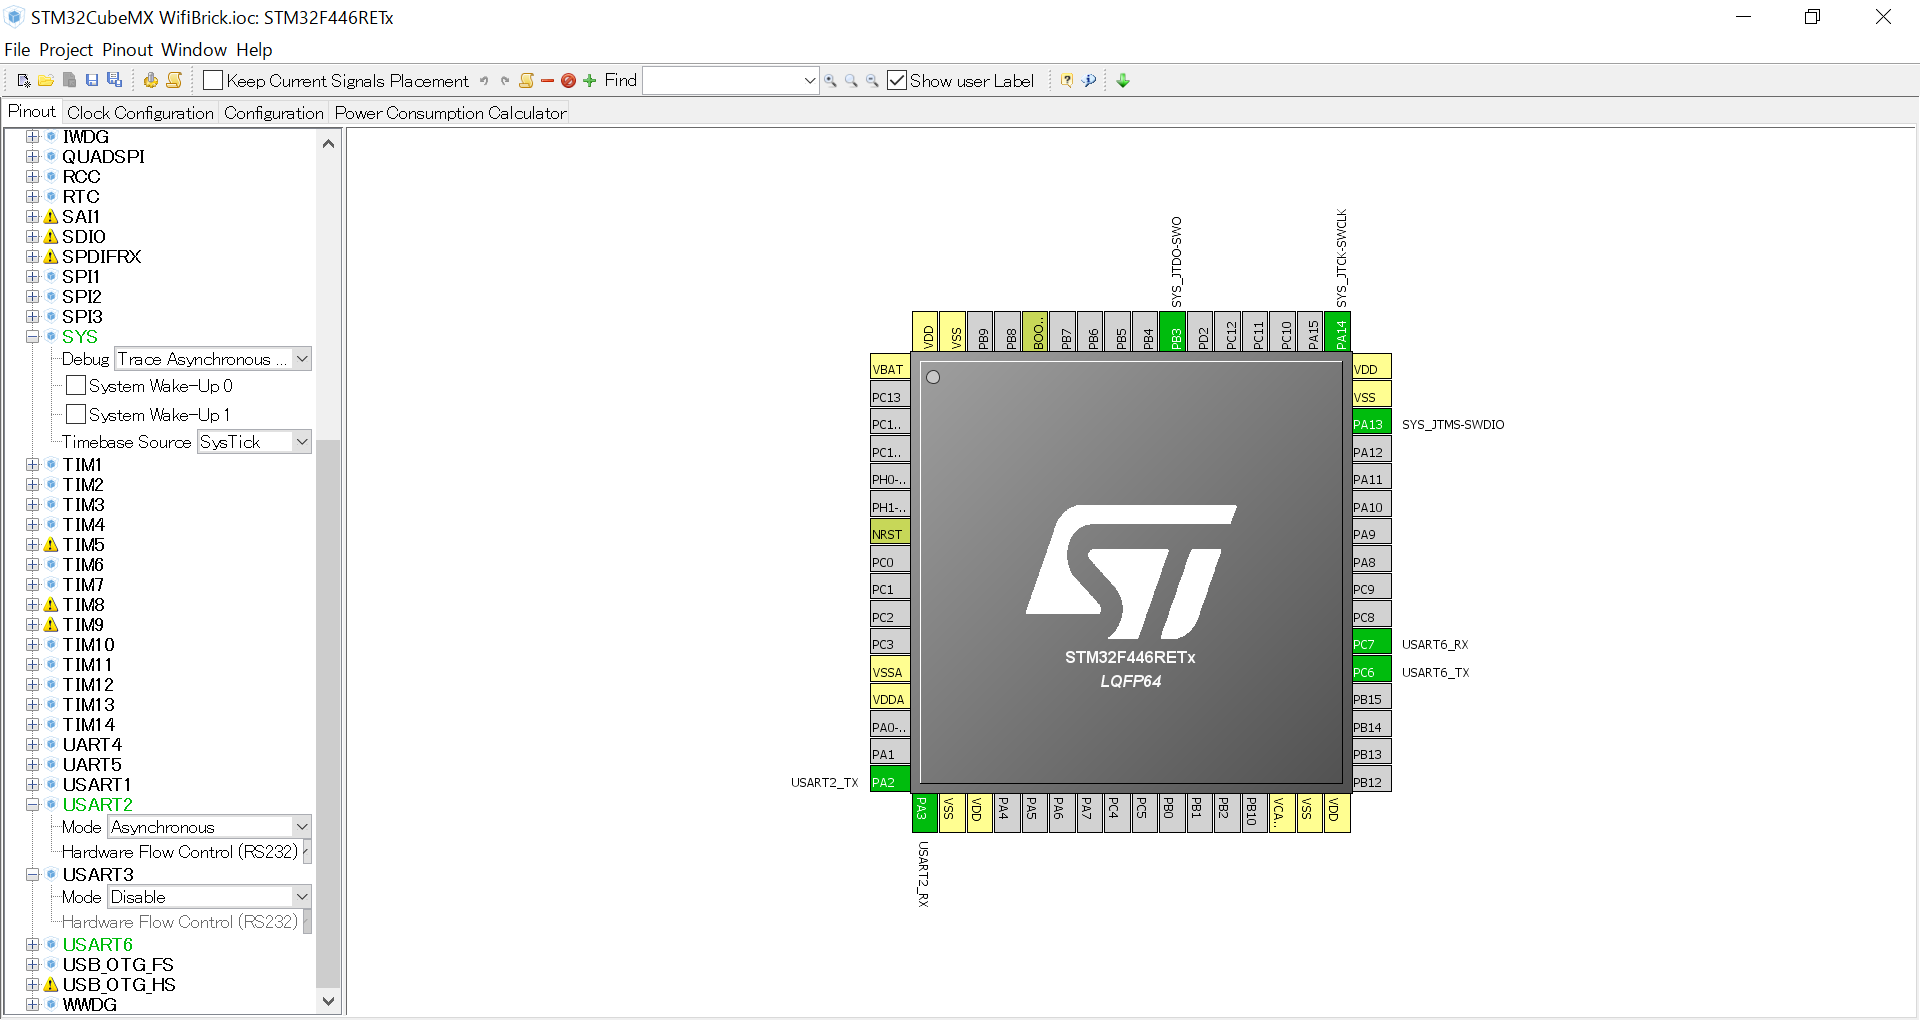 STM32CubeMX WifiBrick.ioc: STM32F446RETx
File Project Pinout Window Help
Keep Current Signals Placement Find Show user Label
Pinout Clock Configuration Configuration Power Consumption Calculator
IWDG
QUADSPI
RCC
RTC
SAI1
SDIO
SPDIFRX
SPI1
SPI2
SPI3
SYS
Debug Trace Asynchronous ...
System Wake-Up 0
System Wake-Up 1
Timebase Source SysTick
TIM1
TIM2
TIM3
TIM4
TIM5
TIM6
TIM7
TIM8
TIM9
TIM10
TIM11
TIM12
TIM13
TIM14
UART4
UART5
USART1
USART2
Mode Asynchronous
Hardware Flow Control (RS232)
USART3
Mode Disable
Hardware Flow Control (RS232)
USART6
USB_OTG_FS
USB_OTG_HS
WWDG
SYS_JTDO-SWO
SYS_JTCK-SWCLK
VDD
VSS
PB9
PB8
BOO..
PB7
PB6
PB5
PB4
PB3
PD2
PC12
PC11
PC10
PA15
PA14
VBAT
PC13
PC1..
PC1..
PH0-..
PH1-..
NRST
PC0
PC1
PC2
PC3
VSSA
VDDA
PA0-..
PA1
USART2_TX PA2
ST
STM32F446RETx
LQFP64
VDD
VSS
PA13 SYS_JTMS-SWDIO
PA12
PA11
PA10
PA9
PA8
PC9
PC8
PC7 USART6_RX
PC6 USART6_TX
PB15
PB14
PB13
PB12
PA3
VSS
VDD
PA4
PA5
PA6
PA7
PC4
PC5
PB0
PB1
PB2
PB10
VCA..
VSS
VDD
USART2_RX